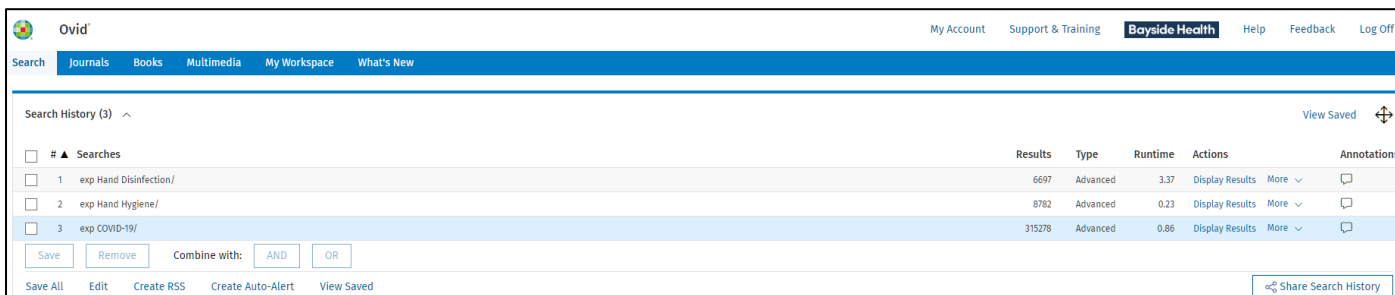 Ovid®
My Account Support & Training Bayside Health Help Feedback Log Off
Search Journals Books Multimedia My Workspace What's New
Search History (3)
View Saved
# ▲ Searches Results Type Runtime Actions Annotations
1 exp Hand Disinfection/ 6697 Advanced 3.37 Display Results More
2 exp Hand Hygiene/ 8782 Advanced 0.23 Display Results More
3 exp COVID-19/ 315278 Advanced 0.86 Display Results More
Save Remove Combine with: AND OR
Save All Edit Create RSS Create Auto-Alert View Saved Share Search History